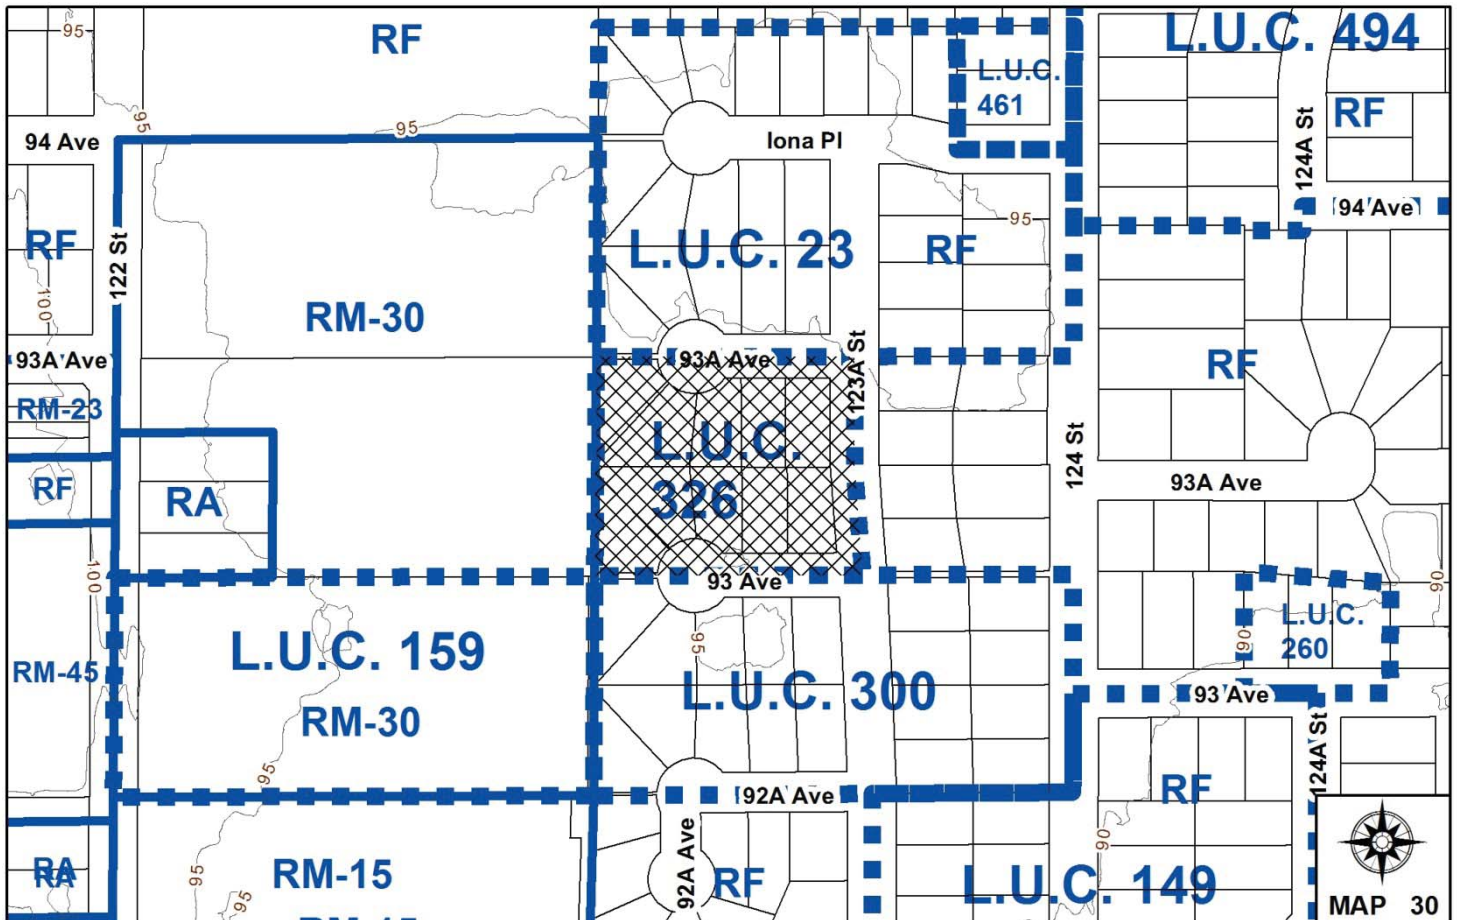 95
RF
L.U.C. 494
L.U.C.
461
95
95
94 Ave
Iona Pl
RF
124A St
94 Ave
RF
122 St
100
RM-30
L.U.C. 23
RF
95
93A Ave
RM-23
93A Ave
123A St
RF
RF
RA
L.U.C.
326
124 St
93A Ave
100
93 Ave
90
RM-45
L.U.C. 159
RM-30
95
95
L.U.C. 300
90
L.U.C.
260
93 Ave
124A St
92A Ave
RF
RA
RA
95
95
RM-15
RM-15
92A Ave
RF
L.U.C. 149
90
MAP 30